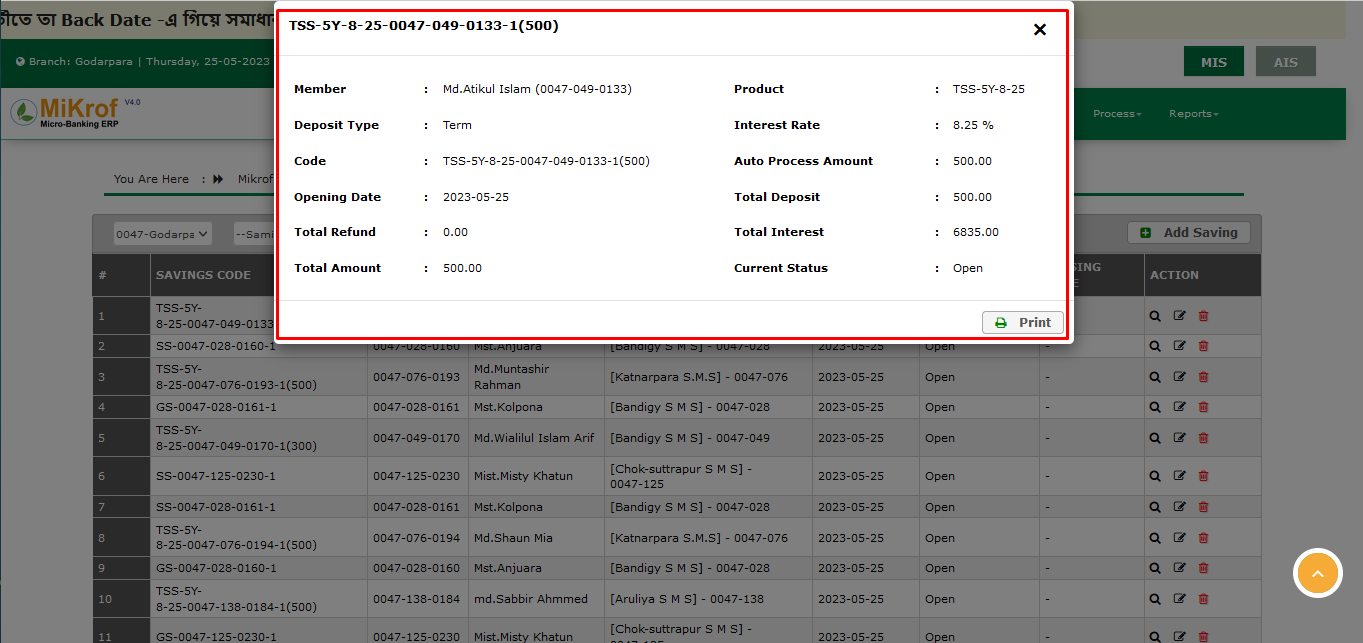 তা Back Date -এ গিয়ে
TSS-5Y-8-25-0047-049-0133-1(500)
Branch: Godarpara | Thursday, 25-05-2023
MIS
AIS
MiKrof V4.0
Micro-Banking ERP
Process
Reports
You Are Here : Mikrof
Member : Md.Atikul Islam (0047-049-0133) Product : TSS-5Y-8-25
Deposit Type : Term Interest Rate : 8.25 %
Code : TSS-5Y-8-25-0047-049-0133-1(500) Auto Process Amount : 500.00
Opening Date : 2023-05-25 Total Deposit : 500.00
Total Refund : 0.00 Total Interest : 6835.00
Total Amount : 500.00 Current Status : Open
Print
0047-Godarpa
Add Saving
# SAVINGS CODE ACTION
1 TSS-5Y-
8-25-0047-049-0133
2 SS-0047-028-0160-1 0047-028-0160 Mst.Anjuara [Bandigy S M S] - 0047-028 2023-05-25 Open -
3 TSS-5Y-
8-25-0047-076-0193-1(500) 0047-076-0193 Md.Muntashir
Rahman [Katnarpara S.M.S] - 0047-076 2023-05-25 Open -
4 GS-0047-028-0161-1 0047-028-0161 Mst.Kolpona [Bandigy S M S] - 0047-028 2023-05-25 Open -
5 TSS-5Y-
8-25-0047-049-0170-1(300) 0047-049-0170 Md.Wialilul Islam Arif [Bandigy S M S] - 0047-049 2023-05-25 Open -
6 SS-0047-125-0230-1 0047-125-0230 Mist.Misty Khatun [Chok-suttrapur S M S] -
0047-125 2023-05-25 Open -
7 SS-0047-028-0161-1 0047-028-0161 Mst.Kolpona [Bandigy S M S] - 0047-028 2023-05-25 Open -
8 TSS-5Y-
8-25-0047-076-0194-1(500) 0047-076-0194 Md.Shaun Mia [Katnarpara S.M.S] - 0047-076 2023-05-25 Open -
9 GS-0047-028-0160-1 0047-028-0160 Mst.Anjuara [Bandigy S M S] - 0047-028 2023-05-25 Open -
10 TSS-5Y-
8-25-0047-138-0184-1(500) 0047-138-0184 md.Sabbir Ahmmed [Aruliya S M S] - 0047-138 2023-05-25 Open -
11 GS-0047-125-0230-1 0047-125-0230 Mist.Misty Khatun [Chok-suttrapur S M S] -
2023-05-25 Open -